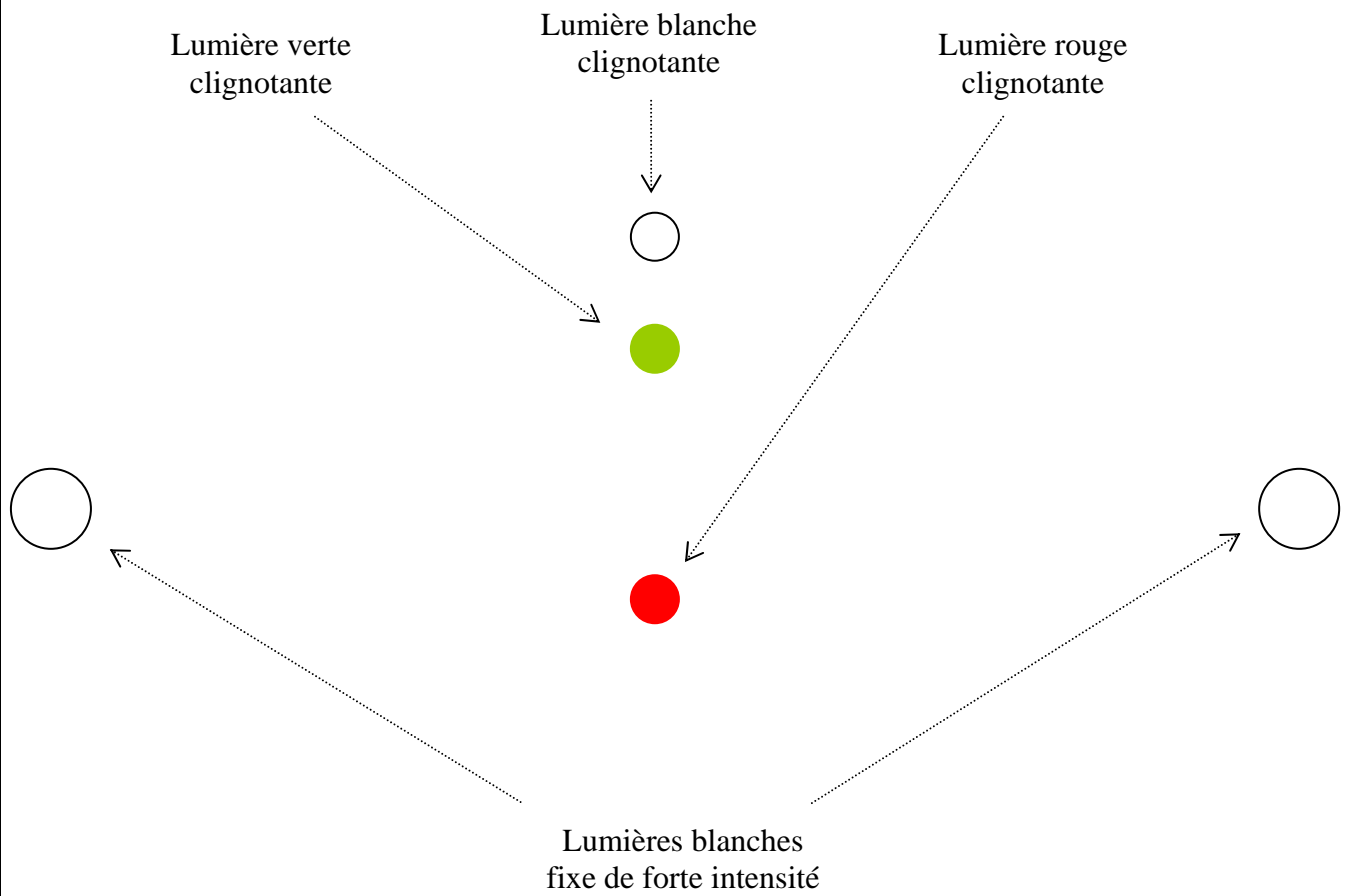 Lumière verte
clignotante
Lumière blanche
clignotante
Lumière rouge
clignotante
Lumières blanches
fixe de forte intensité